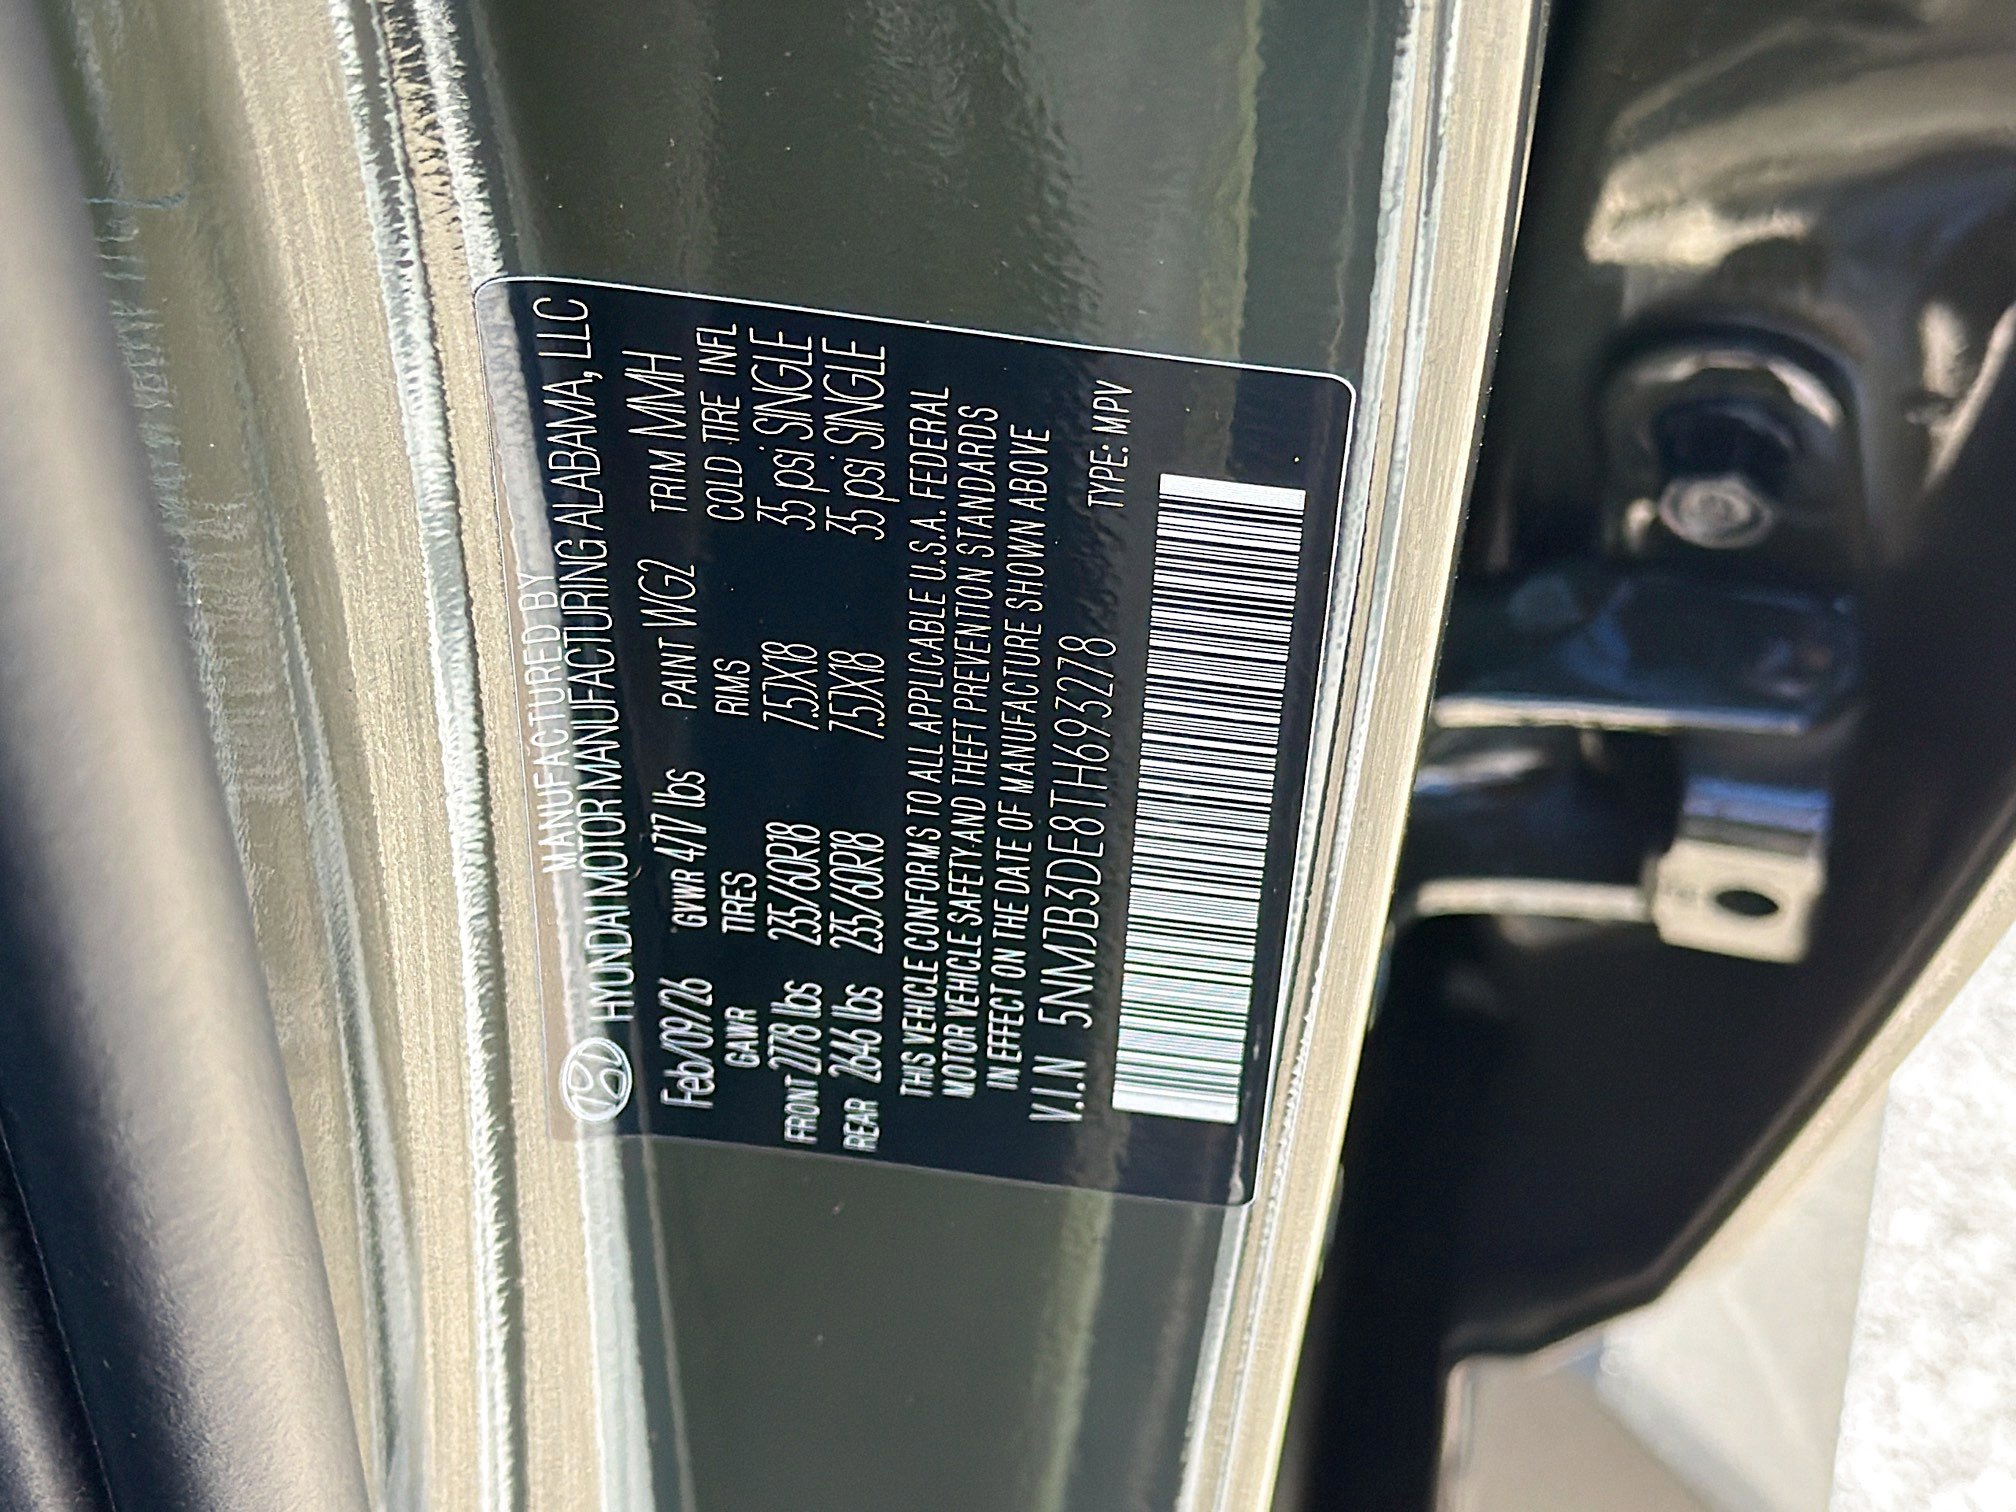 MANUFACTURED BY
HYUNDAI MOTOR MANUFACTURING ALABAMA, LLC
Feb/09/26 GVWR 4717 lbs PAINT WG2 TRIM MMH
GAWR TIRES RIMS COLD TIRE INFL
FRONT 2778 lbs 235/60R18 7.5JX18 35 psi SINGLE
REAR 2646 lbs 235/60R18 7.5JX18 35 psi SINGLE
THIS VEHICLE CONFORMS TO ALL APPLICABLE U.S.A. FEDERAL
MOTOR VEHICLE SAFETY AND THEFT PREVENTION STANDARDS
IN EFFECT ON THE DATE OF MANUFACTURE SHOWN ABOVE
V.I.N 5NMJB3DE8TH693278 TYPE: MPV